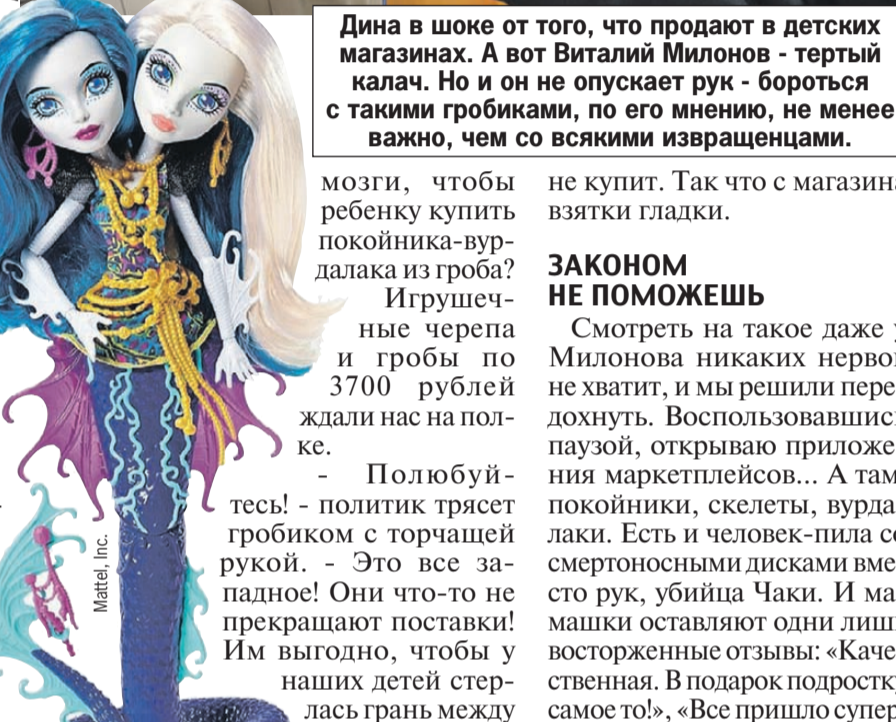 Дина в шоке от того, что продают в детских
магазинах. А вот Виталий Милонов - тертый
калач. Но и он не опускает рук - бороться
с такими гробиками, по его мнению, не менее
важно, чем со всякими извращенцами.
мозги, чтобы
ребенку купить
покойника-вур-
далака из гроба?
Игрушеч-
ные черепа
и гробы по
3700 рублей
ждали нас на пол-
ке.
- Полюбуй-
тесь! - политик трясет
гробиком с торчащей
рукой. - Это все за-
падное! Они что-то не
прекращают поставки!
Им выгодно, чтобы у
наших детей стер-
лась грань между
Mattel, Inc.
не купит. Так что с магазина
взятки гладки.
ЗАКОНОМ
НЕ ПОМОЖЕШЬ
Смотреть на такое даже у
Милонова никаких нервов
не хватит, и мы решили пере-
дохнуть. Воспользовавшись
паузой, открываю приложе-
ния маркетплейсов... А там
покойники, скелеты, вурда-
лаки. Есть и человек-пила со
смертоносными дисками вме-
сто рук, убийца Чаки. И ма-
машки оставляют одни лишь
восторженные отзывы: «Каче-
ственная. В подарок подростку
самое то!», «Все пришло супер